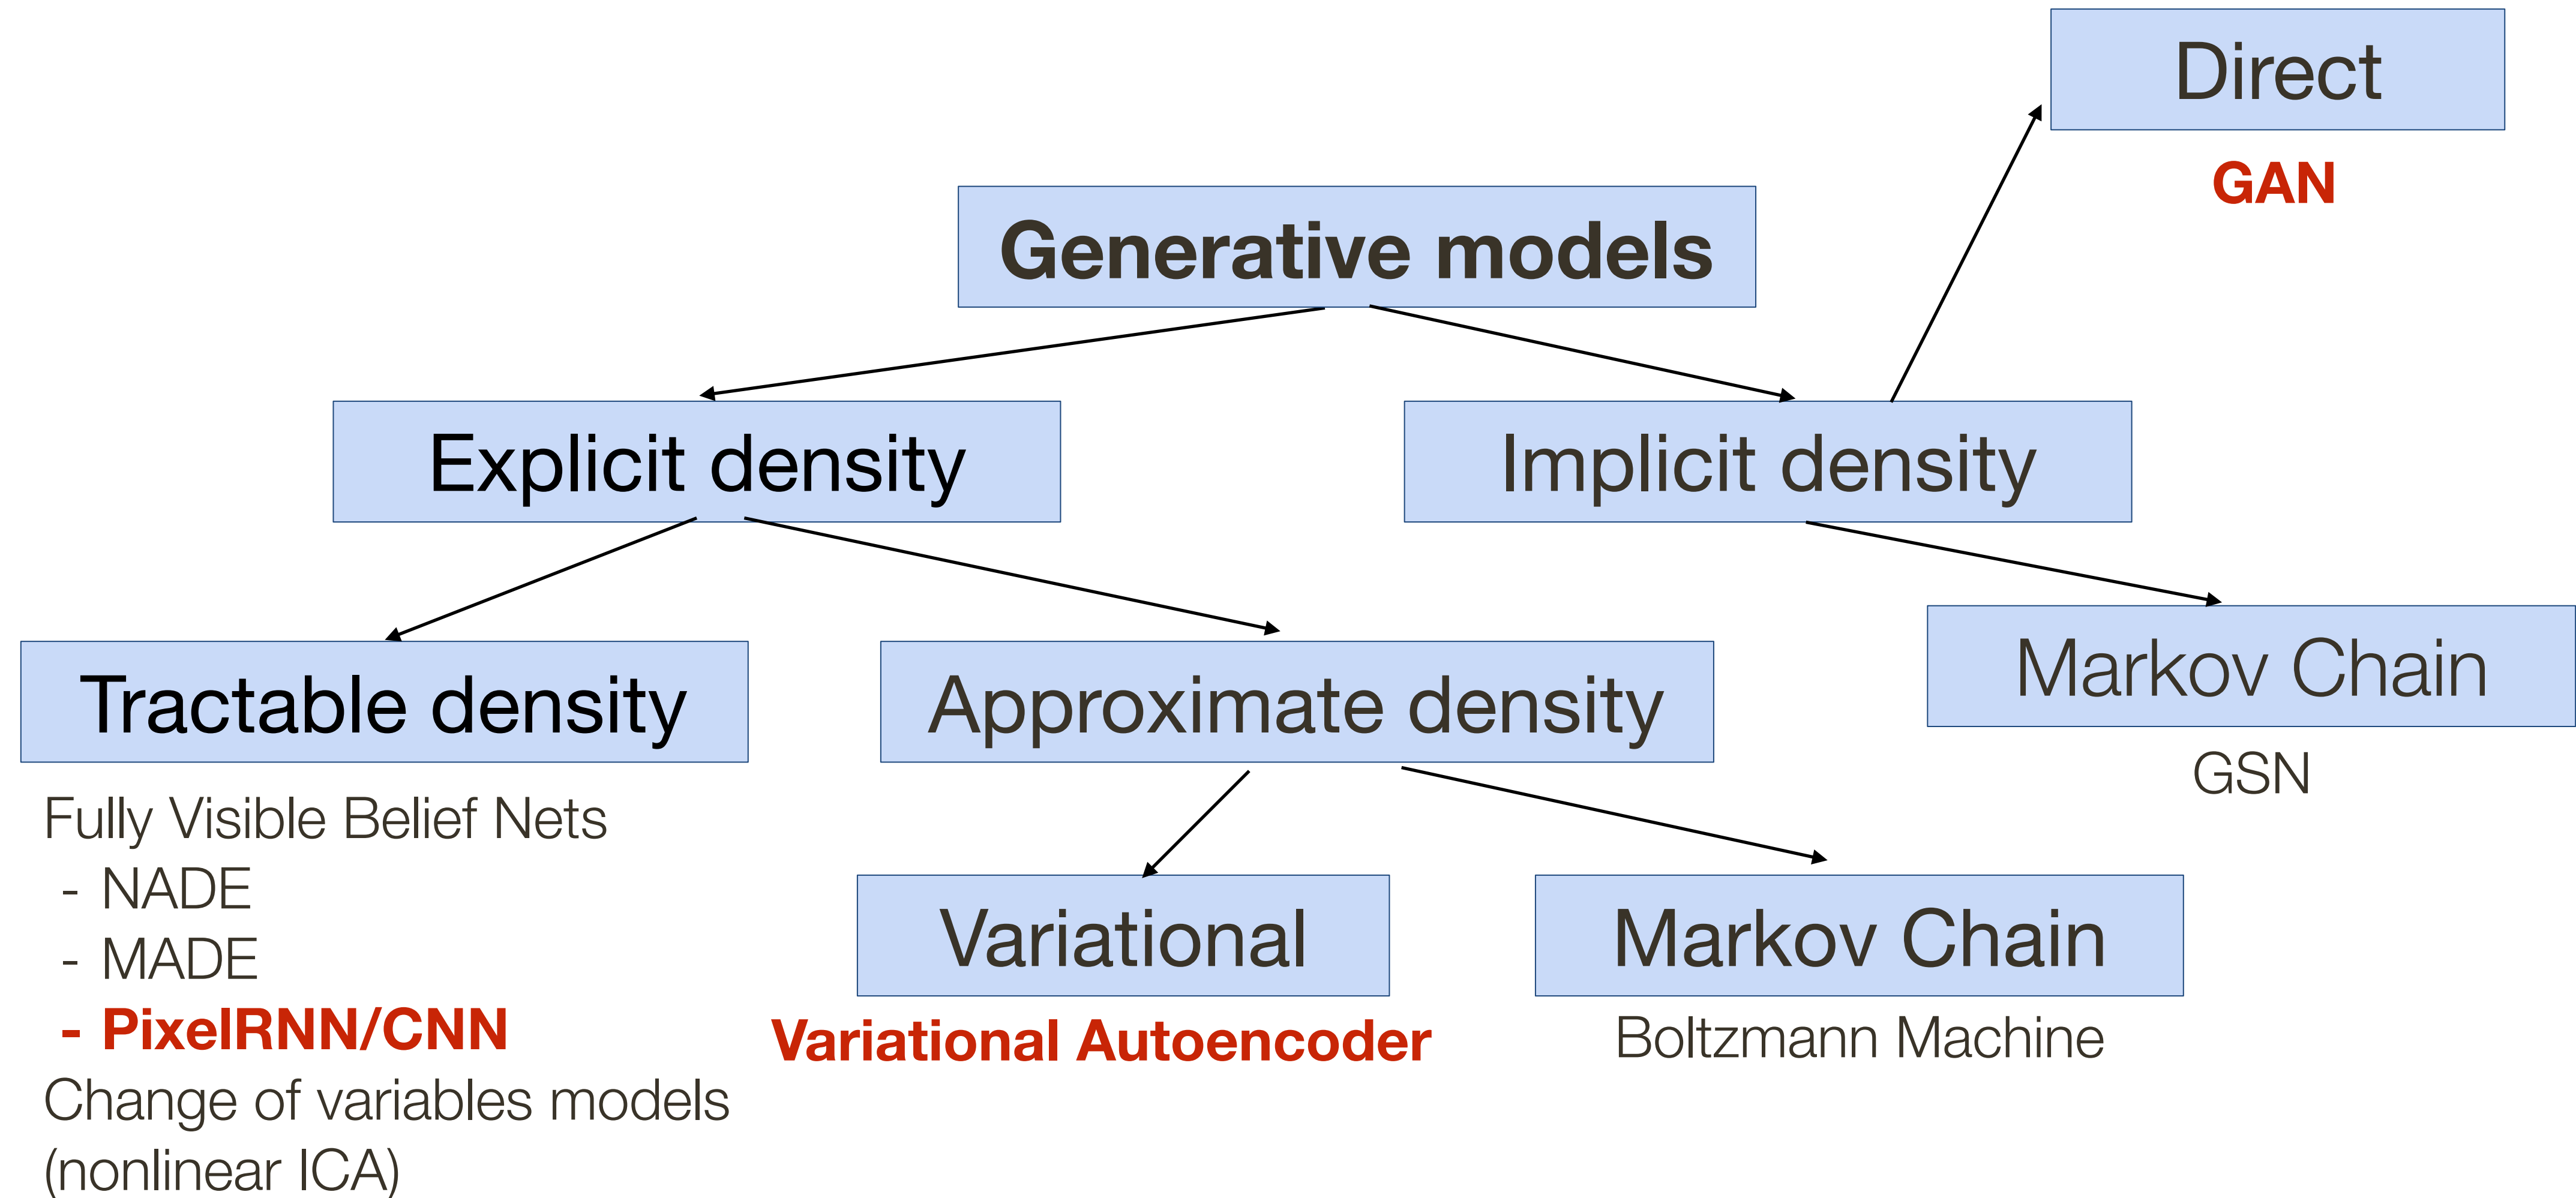 Direct
GAN
Generative models
Explicit density
Implicit density
Tractable density
Approximate density
Markov Chain
GSN
Fully Visible Belief Nets
- NADE
- MADE
- PixelRNN/CNN
Change of variables models
(nonlinear ICA)
Variational
Variational Autoencoder
Markov Chain
Boltzmann Machine